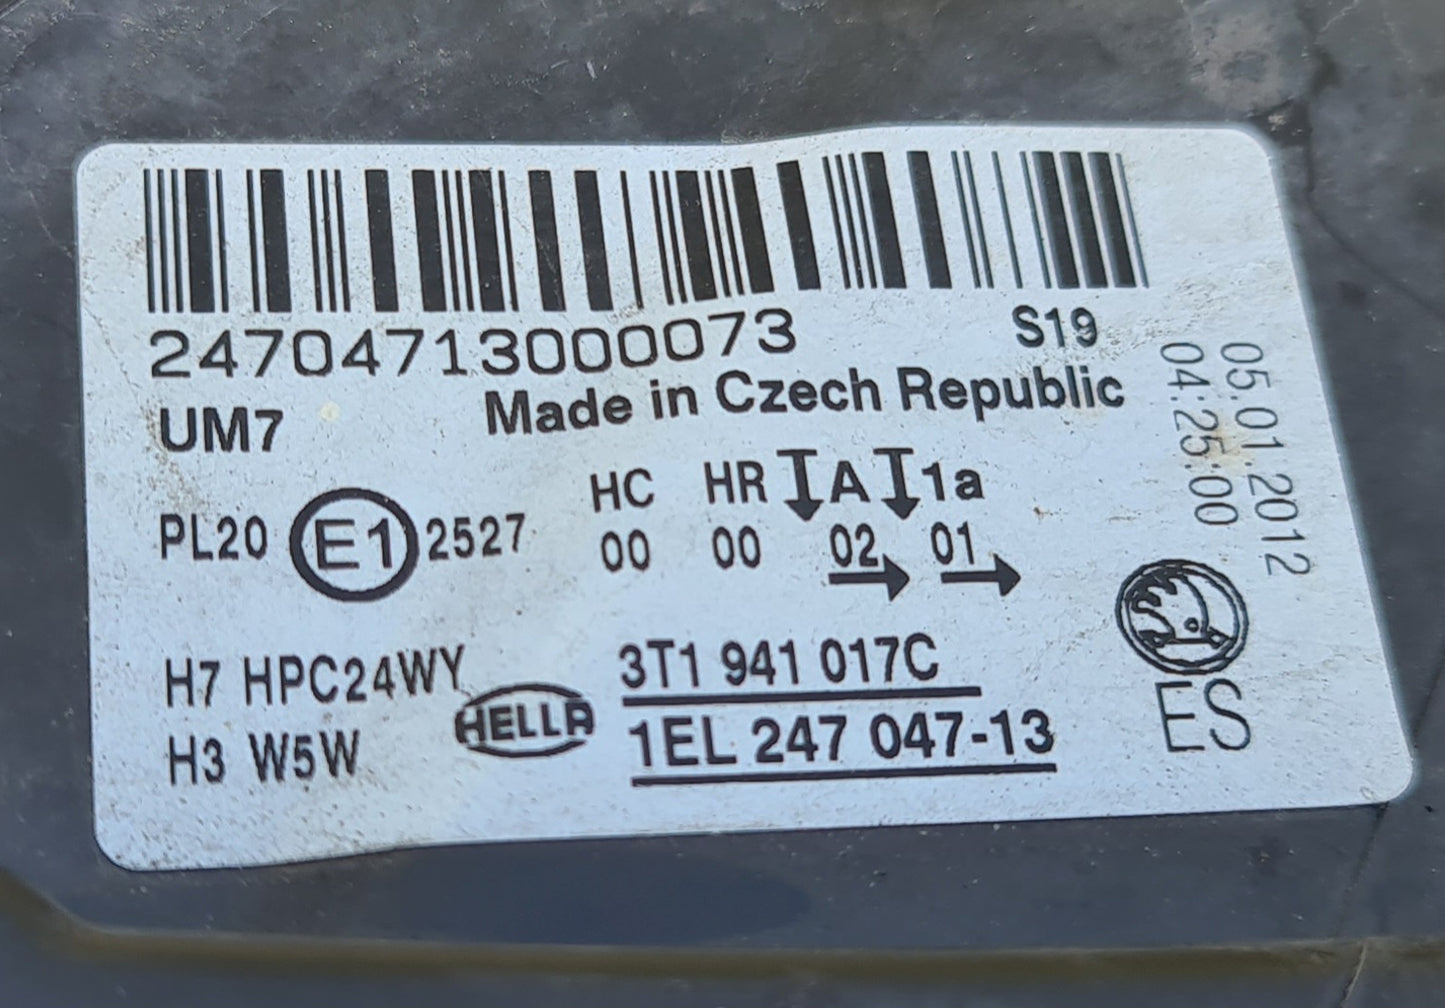 24704713000073 S19
UM7 Made in Czech Republic
05.01.2012
04:25:00
HC HR A 1a
PL20 E1 2527 00 00 02 01
H7 HPC24WY 3T1 941 017C
HELLA
H3 W5W 1EL 247 047-13
ES